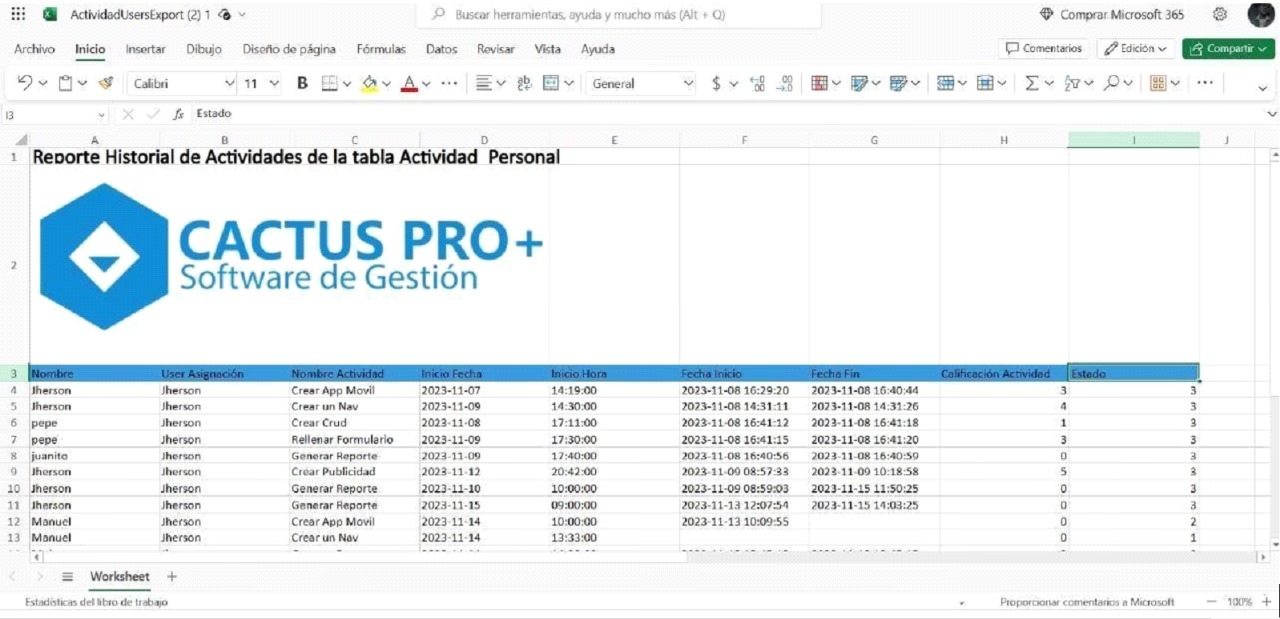 ActividadUsersExport (2) 1
Buscar herramientas, ayuda y mucho más (Alt + Q)
Comprar Microsoft 365
Archivo Inicio Insertar Dibujo Diseño de página Fórmulas Datos Revisar Vista Ayuda
Comentarios Edición Compartir
Calibri 11 B A ab General $
I3 fx Estado
A B C D E F G H I J
1 Reporte Historial de Actividades de la tabla Actividad Personal
2
CACTUS PRO+
Software de Gestión
3 Nombre User Asignación Nombre Actividad Inicio Fecha Inicio Hora Fecha Inicio Fecha Fin Calificación Actividad Estado
4 Jherson Jherson Crear App Movil 2023-11-07 14:19:00 2023-11-08 16:29:20 2023-11-08 16:40:44 3 3
5 Jherson Jherson Crear un Nav 2023-11-09 14:30:00 2023-11-08 14:31:11 2023-11-08 14:31:26 4 3
6 pepe Jherson Crear Crud 2023-11-08 17:11:00 2023-11-08 16:41:12 2023-11-08 16:41:18 1 3
7 pepe Jherson Rellenar Formulario 2023-11-09 17:30:00 2023-11-08 16:41:15 2023-11-08 16:41:20 3 3
8 juanito Jherson Generar Reporte 2023-11-09 17:40:00 2023-11-08 16:40:56 2023-11-08 16:40:59 0 3
9 Jherson Jherson Crear Publicidad 2023-11-12 20:42:00 2023-11-09 08:57:33 2023-11-09 10:18:58 5 3
10 Jherson Jherson Generar Reporte 2023-11-10 10:00:00 2023-11-09 08:59:03 2023-11-15 11:50:25 0 3
11 Jherson Jherson Generar Reporte 2023-11-15 09:00:00 2023-11-13 12:07:54 2023-11-15 14:03:25 0 3
12 Manuel Jherson Crear App Movil 2023-11-14 10:00:00 2023-11-13 10:09:55 0 2
13 Manuel Jherson Crear un Nav 2023-11-14 13:33:00 0 1
Worksheet
Estadísticas del libro de trabajo
Proporcionar comentarios a Microsoft
100%